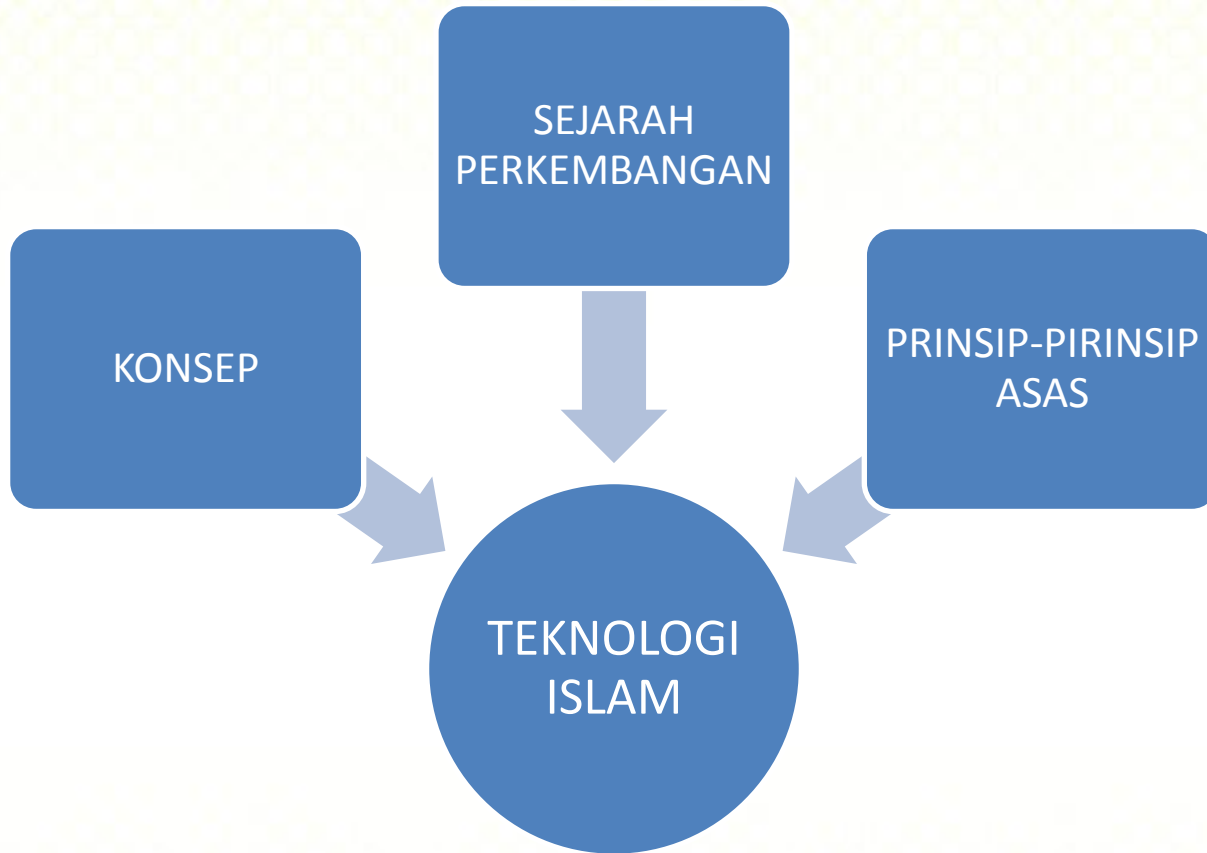 SEJARAH
PERKEMBANGAN
KONSEP
PRINSIP-PIRINSIP
ASAS
TEKNOLOGI
ISLAM